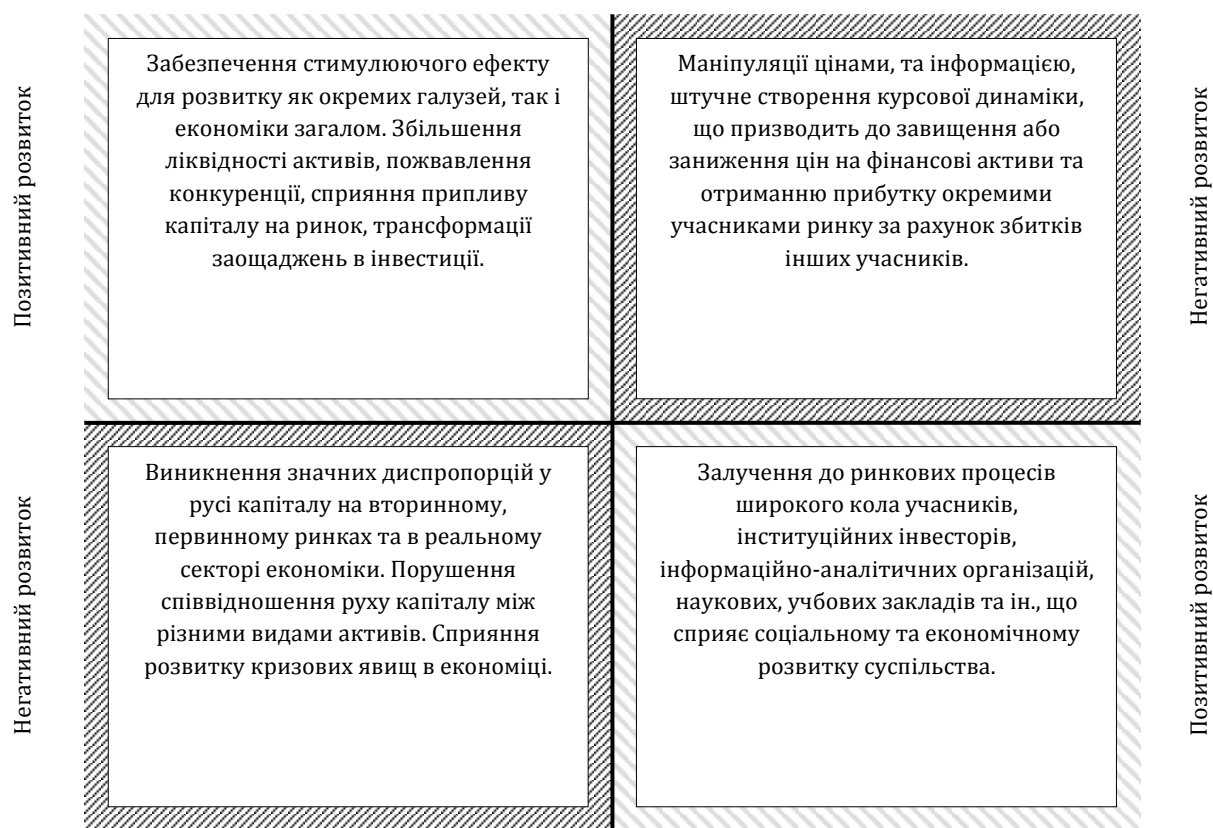 Позитивний розвиток
Забезпечення стимулюючого ефекту
для розвитку як окремих галузей, так і
економіки загалом. Збільшення
ліквідності активів, пожвавлення
конкуренції, сприяння припливу
капіталу на ринок, трансформації
заощаджень в інвестиції.
Маніпуляції цінами, та інформацією,
штучне створення курсової динаміки,
що призводить до завищення або
заниження цін на фінансові активи та
отриманню прибутку окремими
учасниками ринку за рахунок збитків
інших учасників.
Негативний розвиток
Негативний розвиток
Виникнення значних диспропорцій у
русі капіталу на вторинному,
первинному ринках та в реальному
секторі економіки. Порушення
співвідношення руху капіталу між
різними видами активів. Сприяння
розвитку кризових явищ в економіці.
Залучення до ринкових процесів
широкого кола учасників,
інституційних інвесторів,
інформаційно-аналітичних організацій,
наукових, учбових закладів та ін., що
сприяє соціальному та економічному
розвитку суспільства.
Позитивний розвиток